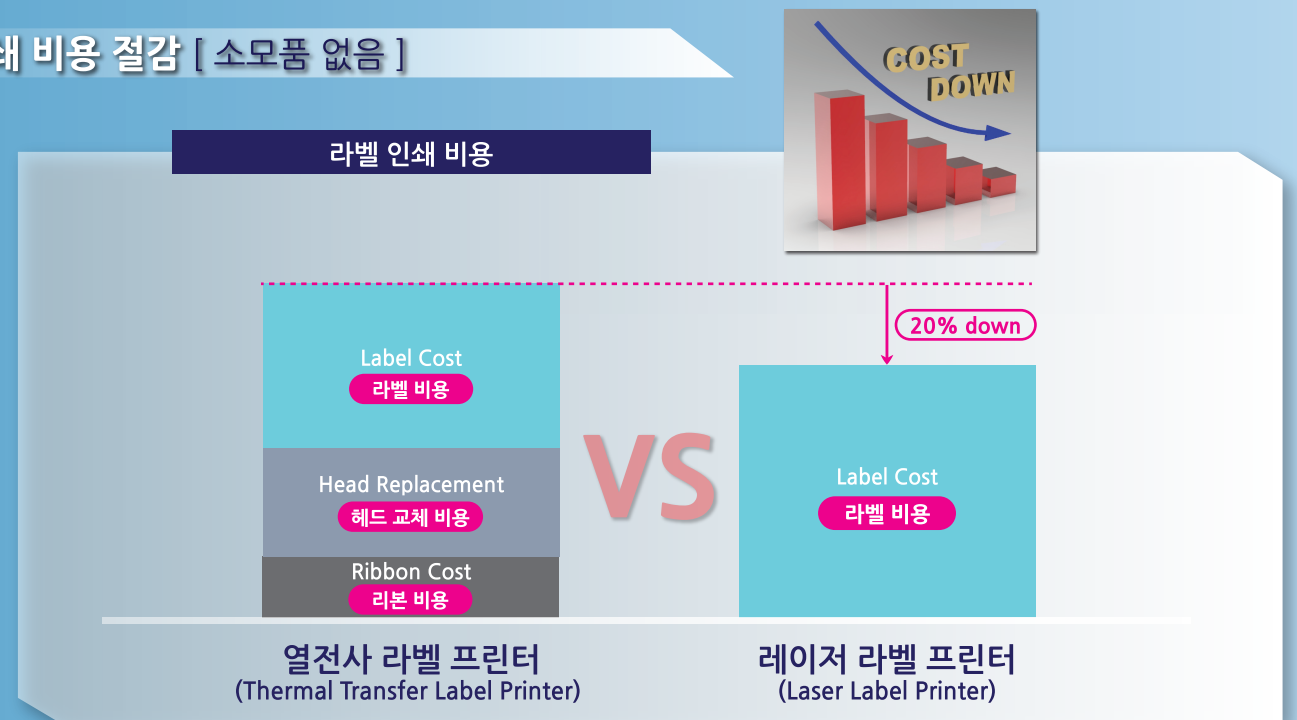 비용 절감 [ 소모품 없음 ]
COST
DOWN
라벨 인쇄 비용
20% down
Label Cost
라벨 비용
Head Replacement
헤드 교체 비용
Ribbon Cost
리본 비용
VS
Label Cost
라벨 비용
열전사 라벨 프린터
(Thermal Transfer Label Printer)
레이저 라벨 프린터
(Laser Label Printer)